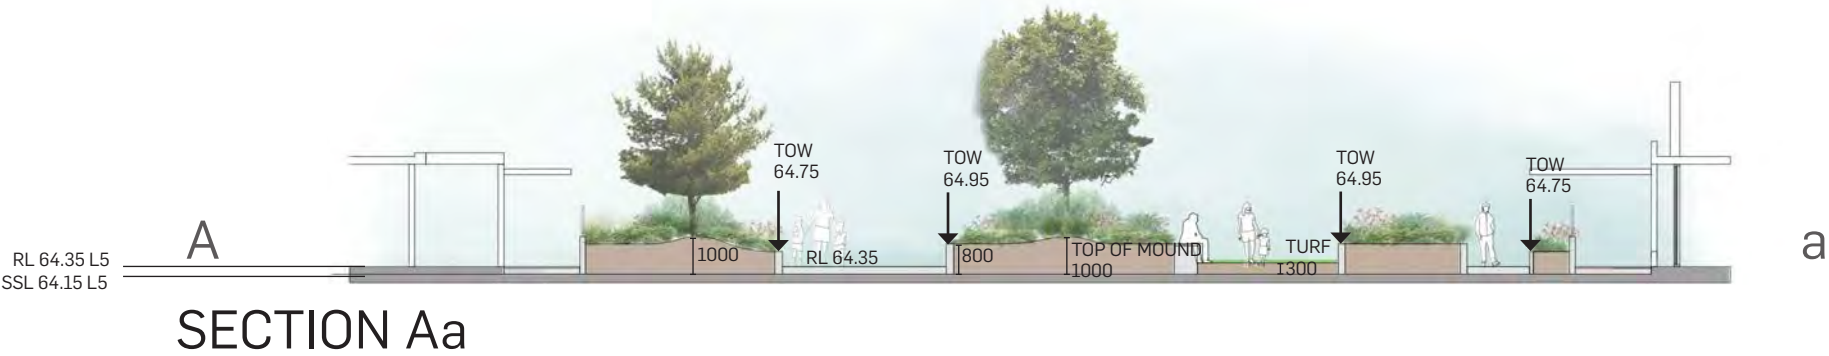 TOW
64.75
TOW
64.95
TOW
64.95
TOW
64.75
A
a
RL 64.35 L5
SSL 64.15 L5
1000
RL 64.35
800
TOP OF MOUND
1000
TURF
300
SECTION Aa